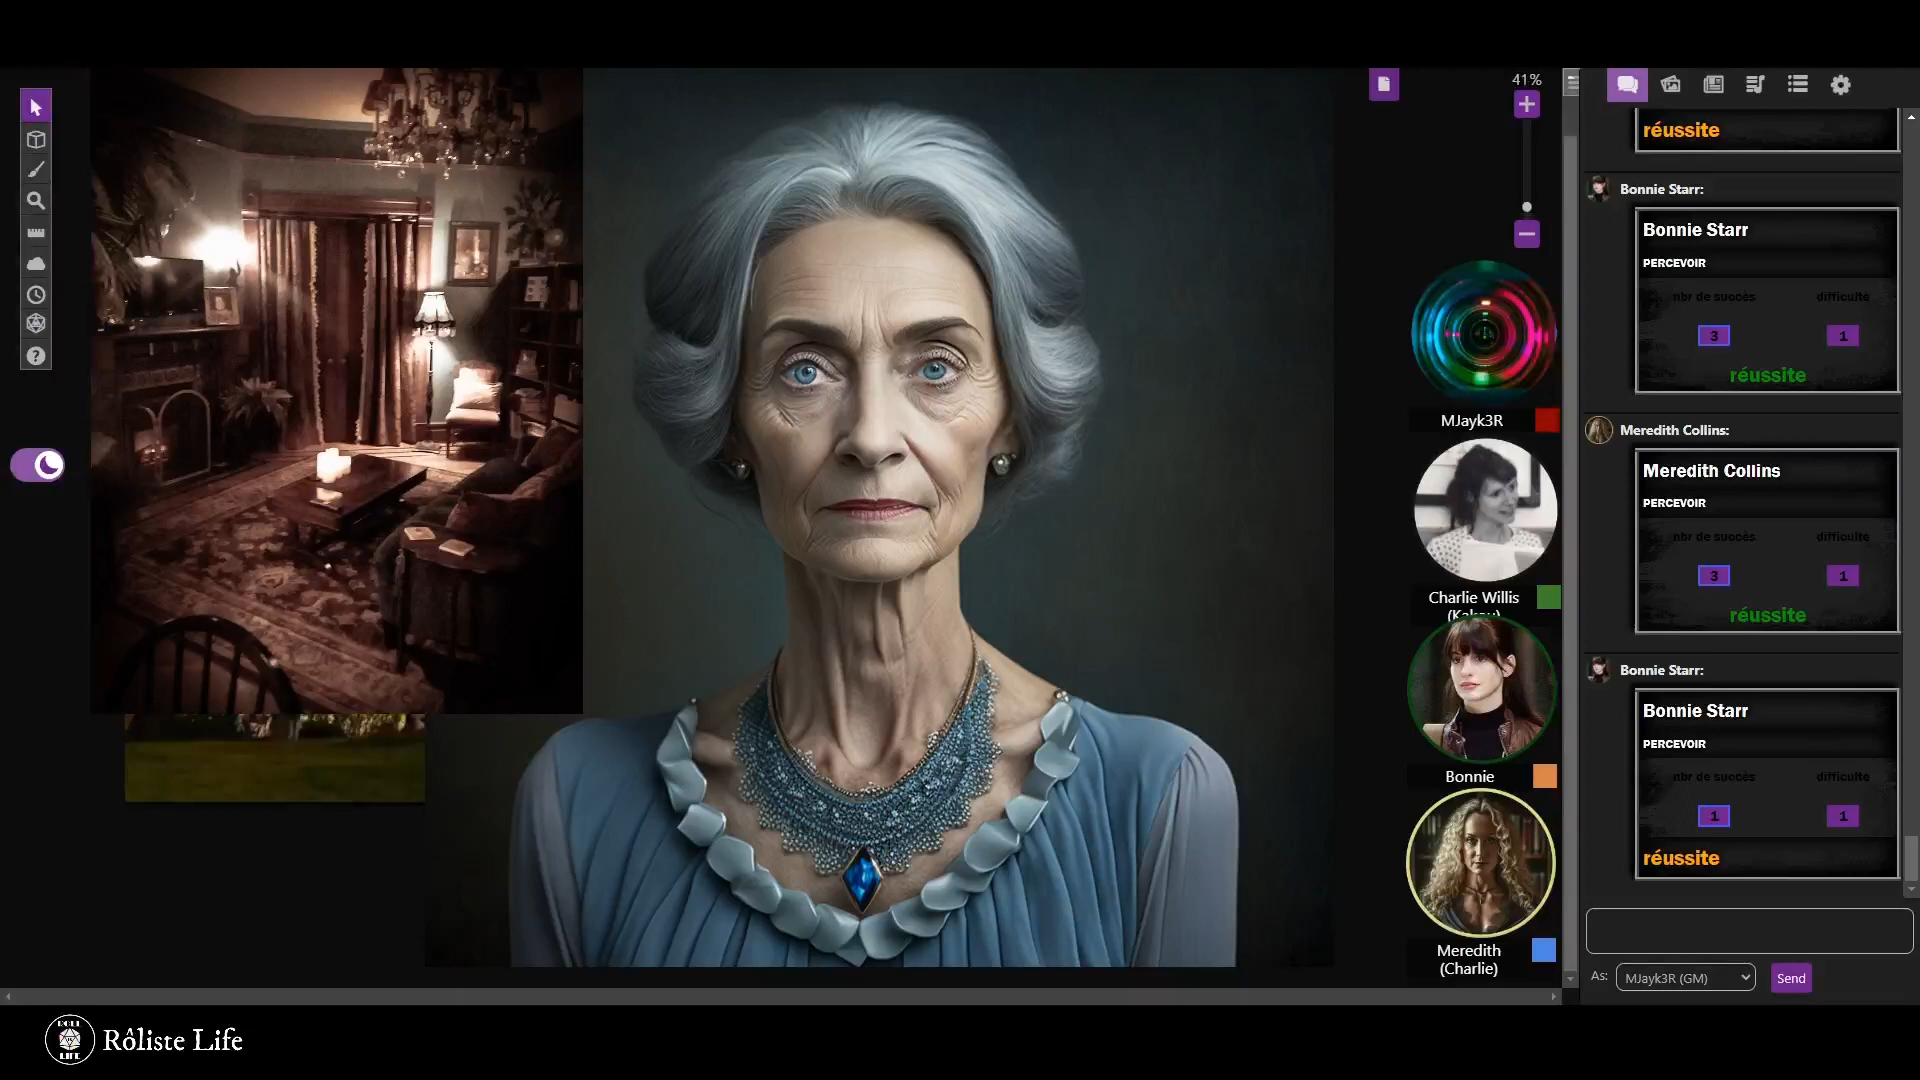 41%
réussite
Bonnie Starr:
Bonnie Starr
PERCEVOIR
nbr de succès difficulté
3 1
réussite
Meredith Collins:
Meredith Collins
PERCEVOIR
nbr de succès difficulté
3 1
réussite
Bonnie Starr:
Bonnie Starr
PERCEVOIR
nbr de succès difficulté
1 1
réussite
As: MJayk3R (GM) Send
MJayk3R
Charlie Willis
Bonnie
Meredith
(Charlie)
ROLL
LIFE
Rôliste Life